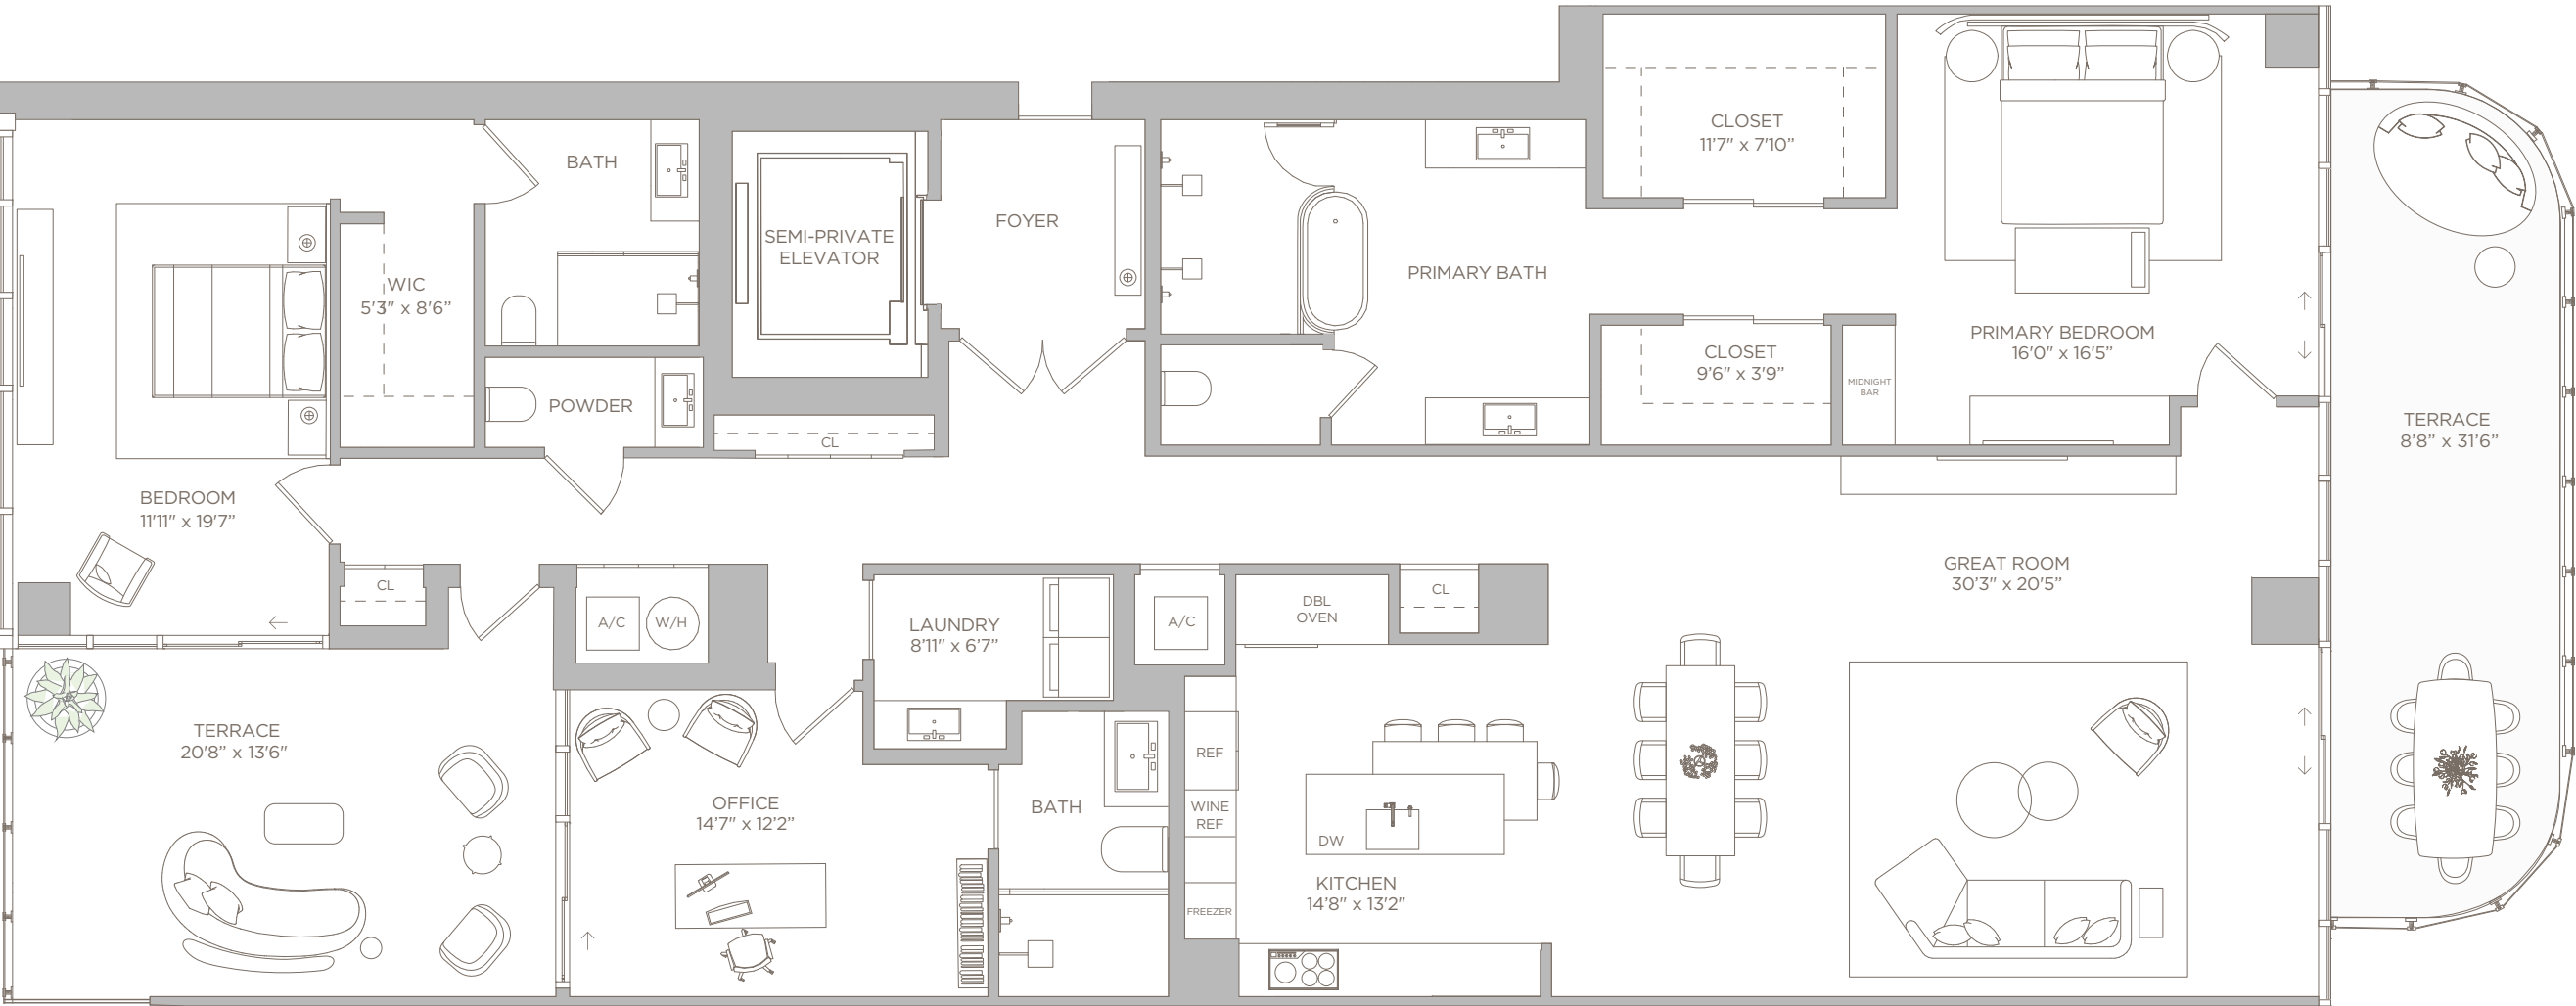 CLOSET
11'7" x 7'10"
BATH
SEMI-PRIVATE
ELEVATOR
FOYER
PRIMARY BATH
WIC
5'3" x 8'6"
PRIMARY BEDROOM
16'0" x 16'5"
CLOSET
9'6" x 3'9"
MIDNIGHT
BAR
POWDER
CL
TERRACE
8'8" x 31'6"
BEDROOM
11'11" x 19'7"
GREAT ROOM
30'3" x 20'5"
CL
A/C
W/H
LAUNDRY
8'11" x 6'7"
A/C
DBL
OVEN
CL
TERRACE
20'8" x 13'6"
OFFICE
14'7" x 12'2"
BATH
REF
WINE
REF
DW
KITCHEN
14'8" x 13'2"
FREEZER